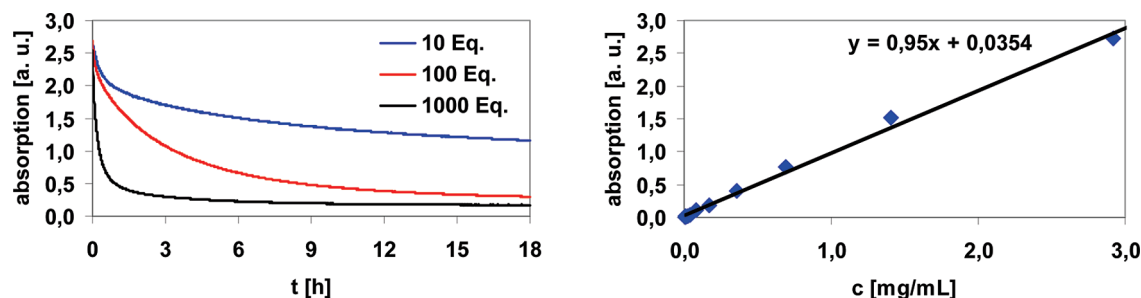 3,0
2,5
2,0
1,5
1,0
0,5
0,0
absorption [a. u.]
10 Eq.
100 Eq.
1000 Eq.
0 3 6 9 12 15 18
t [h]
3,0
2,5
2,0
1,5
1,0
0,5
0,0
absorption [a. u.]
y = 0,95x + 0,0354
0,0 1,0 2,0 3,0
c [mg/mL]